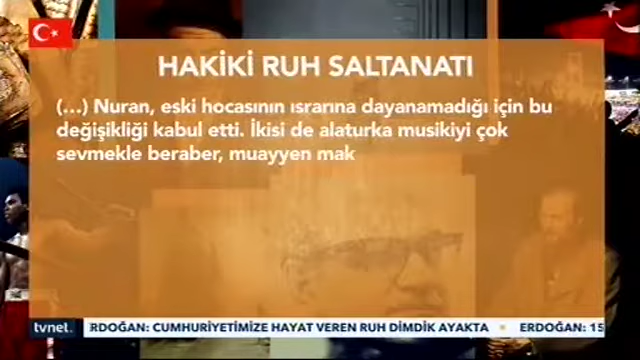 HAKİKİ RUH SALTANATI
(...) Nuran, eski hocasının ısrarına dayanamadığı için bu
değişikliği kabul etti. İkisi de alaturka musikiyi çok
sevmekle beraber, muayyen mak
tvnet. RDOĞAN: CUMHURİYETİMİZE HAYAT VEREN RUH DİMDİK AYAKTA ERDOĞAN: 15